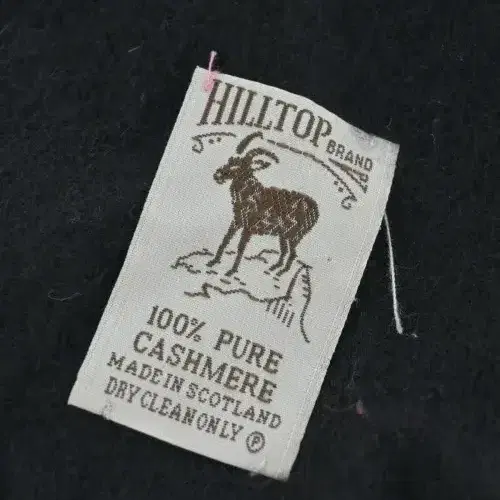 HILLTOP
BRAND
100% PURE
CASHMERE
MADE IN SCOTLAND
DRY CLEAN ONLY Ⓟ